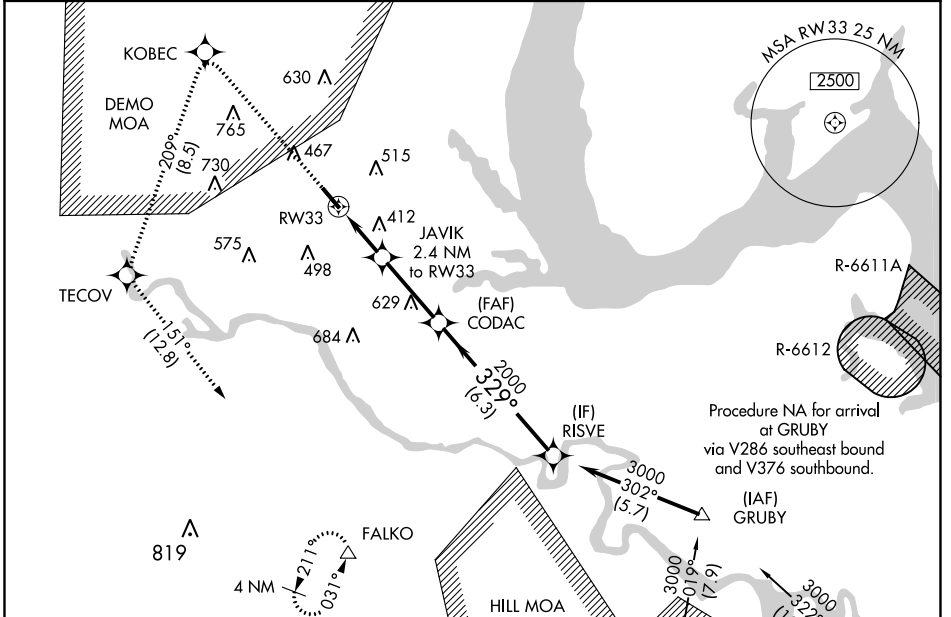 KOBEC
630
MSA RW33 25 NM
2500
DEMO
MOA
765
209°
(8.5)
730
467
515
RW33
412
JAVIK
2.4 NM
to RW33
575
498
R-6611A
TECOV
629
(FAF)
CODAC
151°
(12.8)
684
R-6612
2000
329°
(6.3)
(IF)
RISVE
Procedure NA for arrival
at GRUBY
via V286 southeast bound
and V376 southbound.
3000
302°
(5.7)
(IAF)
GRUBY
819
FALKO
211°
031°
4 NM
3000
019°
(7.9)
HILL MOA
3000
322°